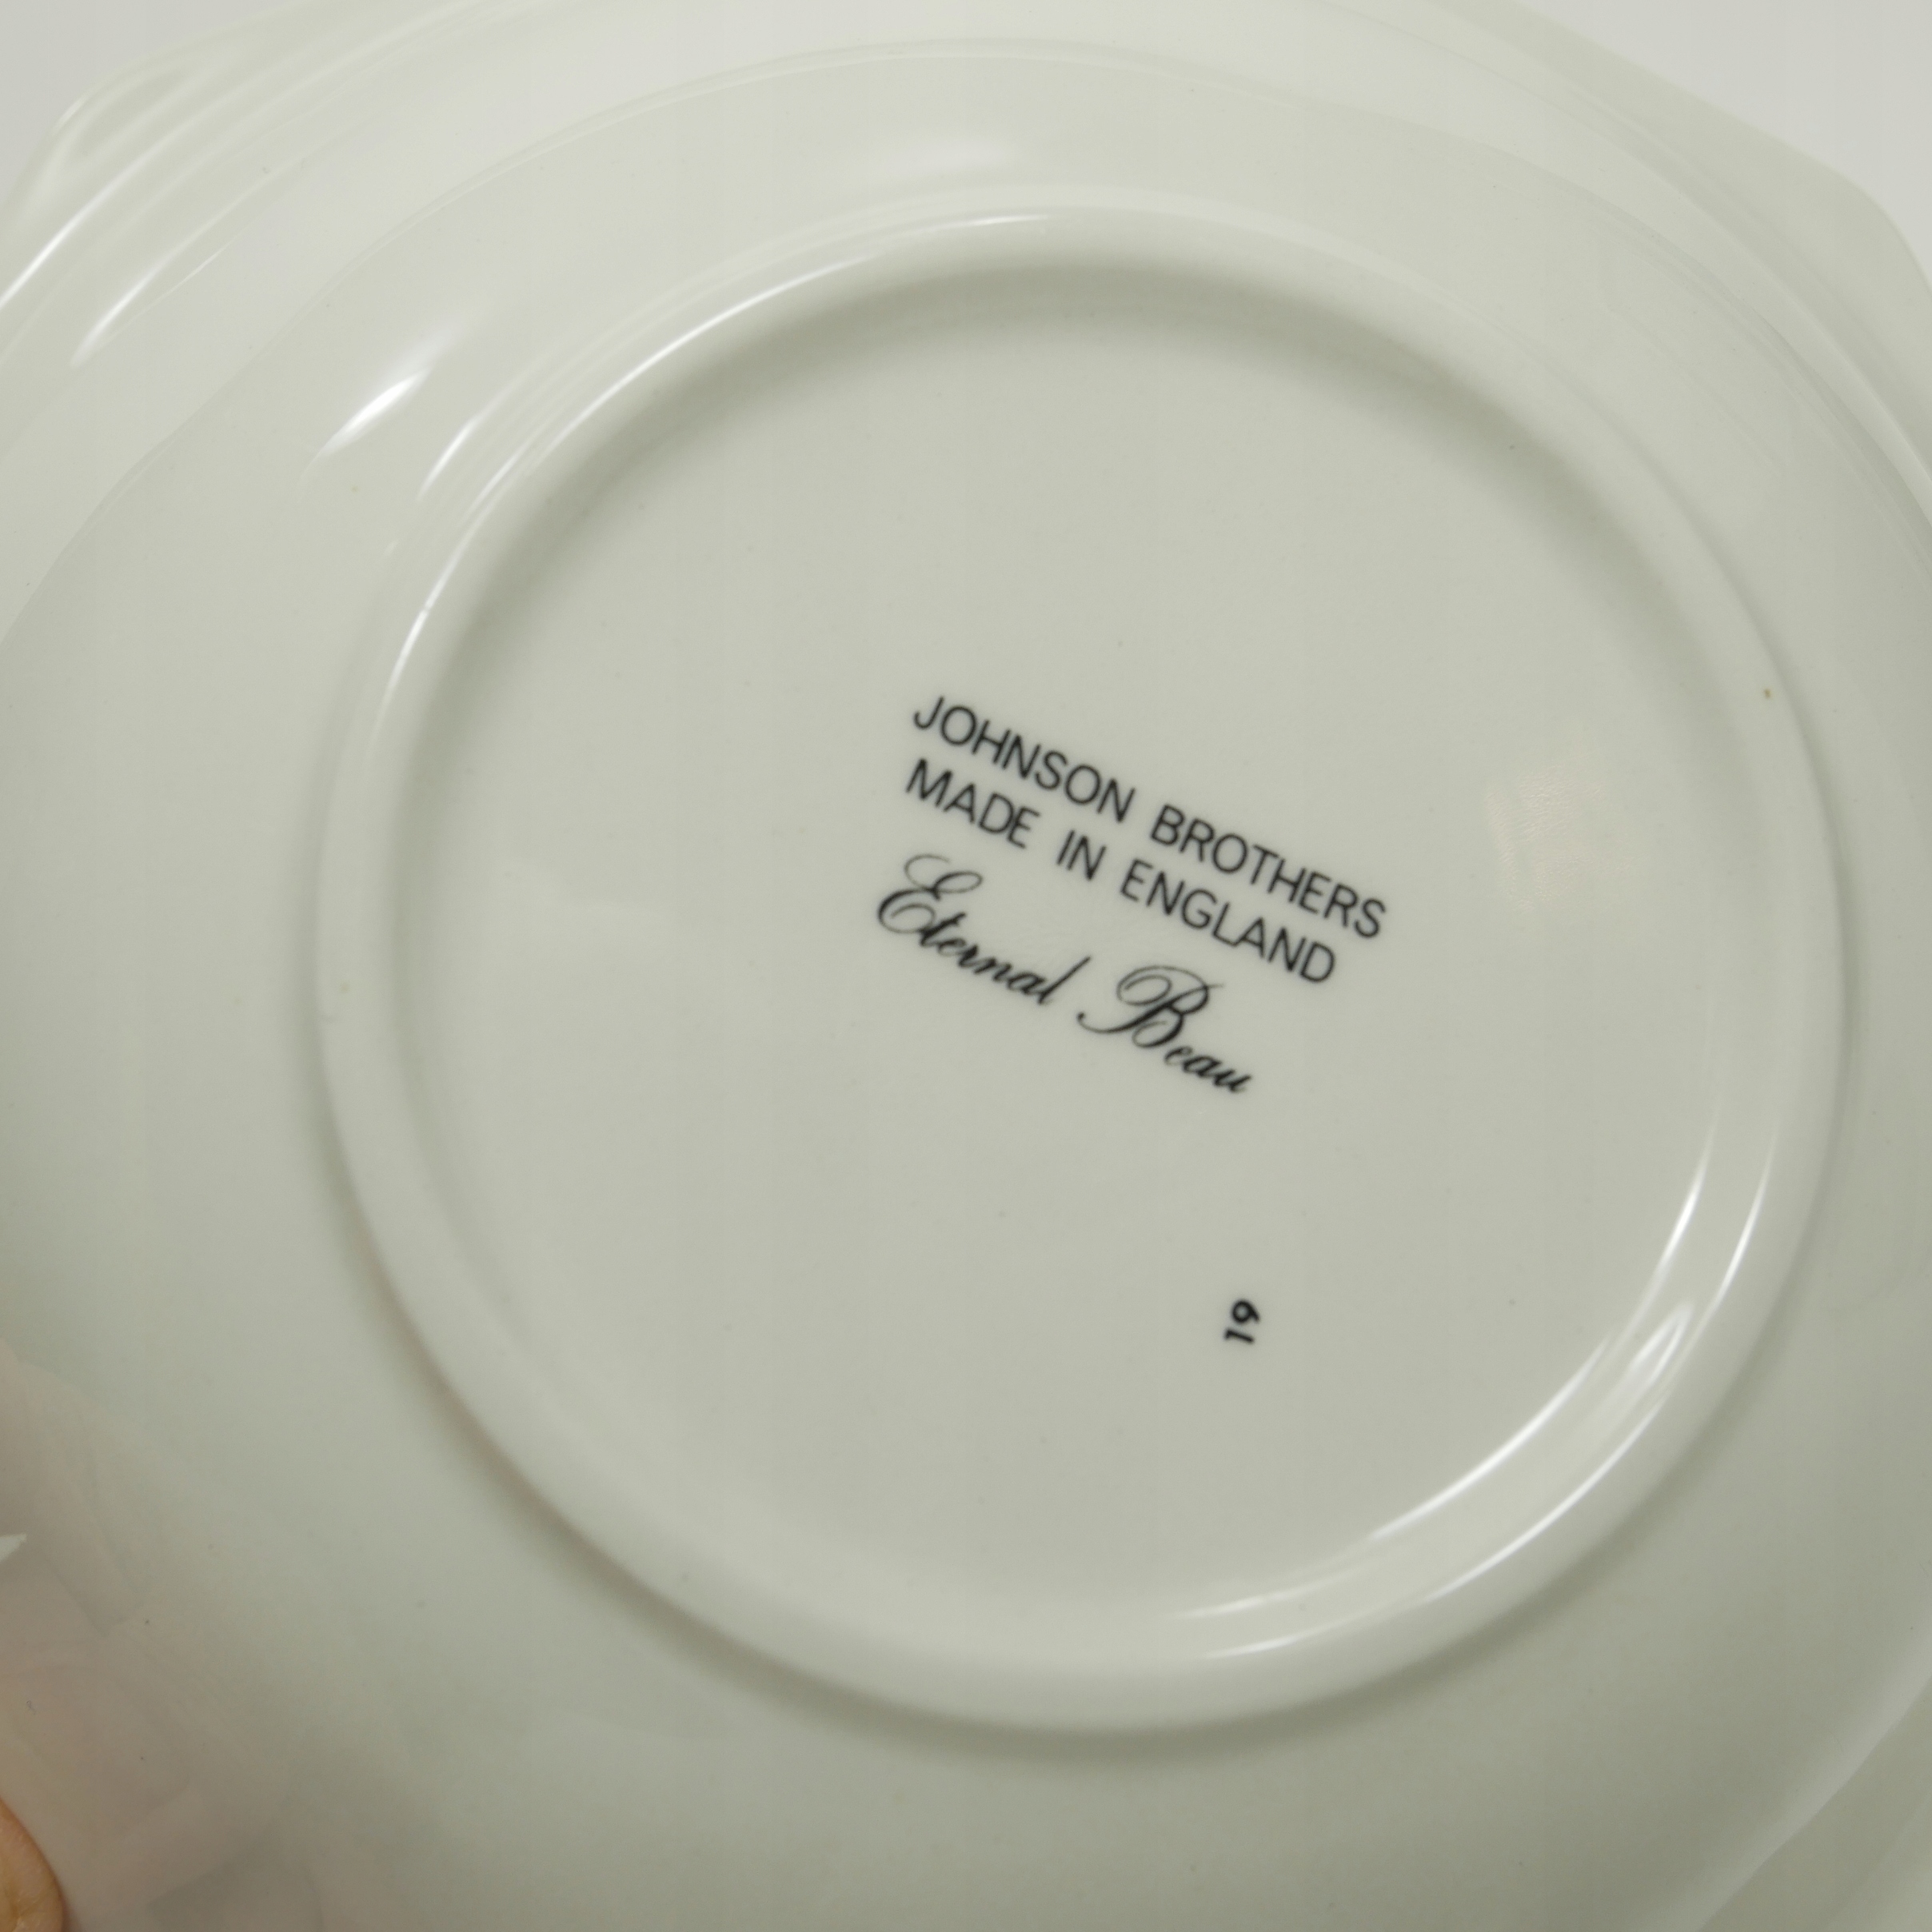 JOHNSON BROTHERS
MADE IN ENGLAND
Eternal Beau
19